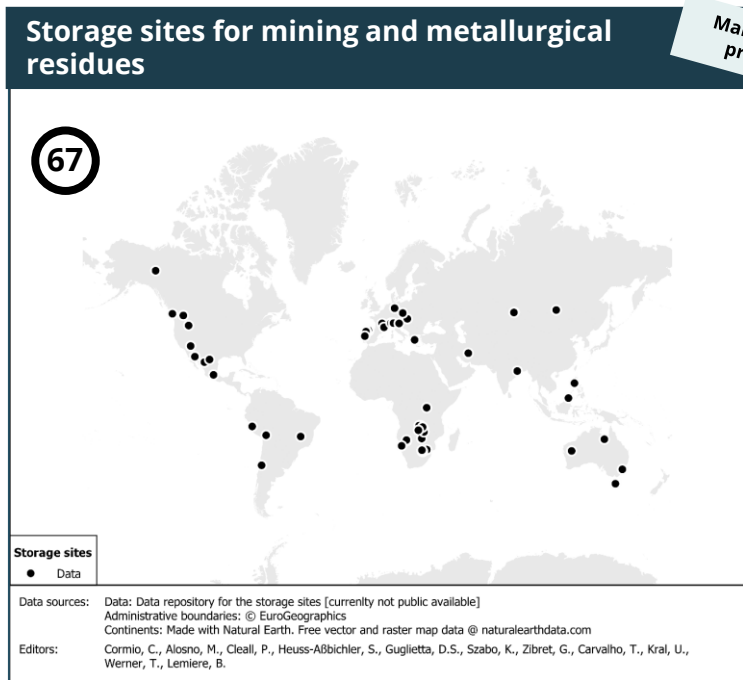 Storage sites for mining and metallurgical
residues
67
Storage sites
Data
Data sources: Data: Data repository for the storage sites [currenlty not public available]
Administrative boundaries: © EuroGeographics
Continents: Made with Natural Earth. Free vector and raster map data @ naturalearthdata.com
Editors: Cormio, C., Alosno, M., Cleall, P., Heuss-Aßbichler, S., Guglietta, D.S., Szabo, K., Zibret, G., Carvalho, T., Kral, U.,
Werner, T., Lemiere, B.